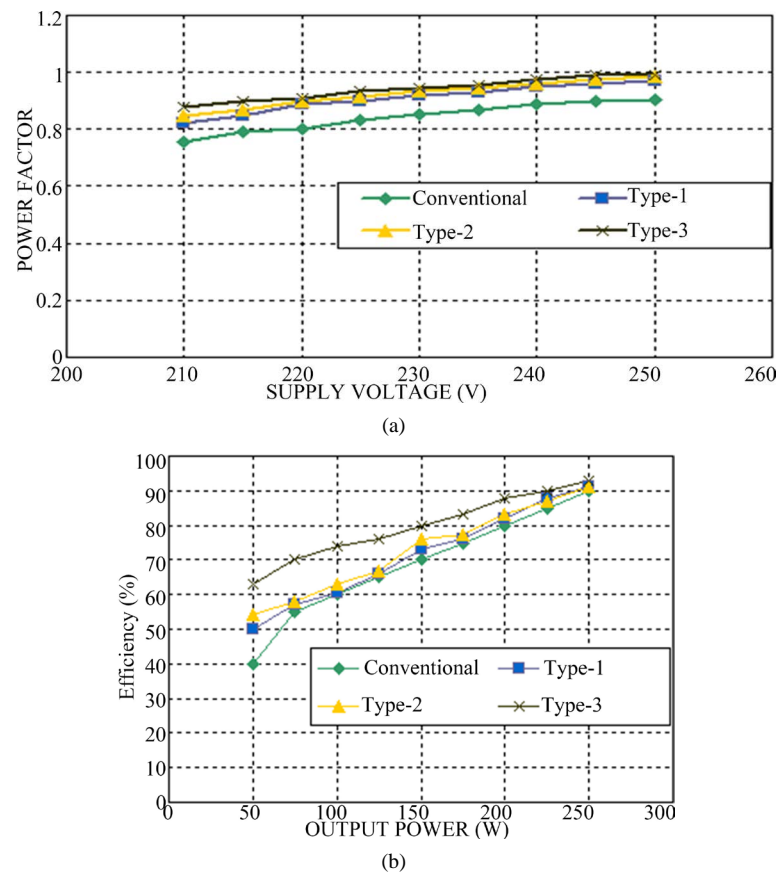 1.2
1
0.8
0.6
0.4
0.2
0
POWER FACTOR
Conventional
Type-1
Type-2
Type-3
200
210
220
230
240
250
260
SUPPLY VOLTAGE (V)
(a)
100
90
80
70
60
50
40
30
20
10
0
Efficiency (%)
Conventional
Type-1
Type-2
Type-3
0
50
100
150
200
250
300
OUTPUT POWER (W)
(b)